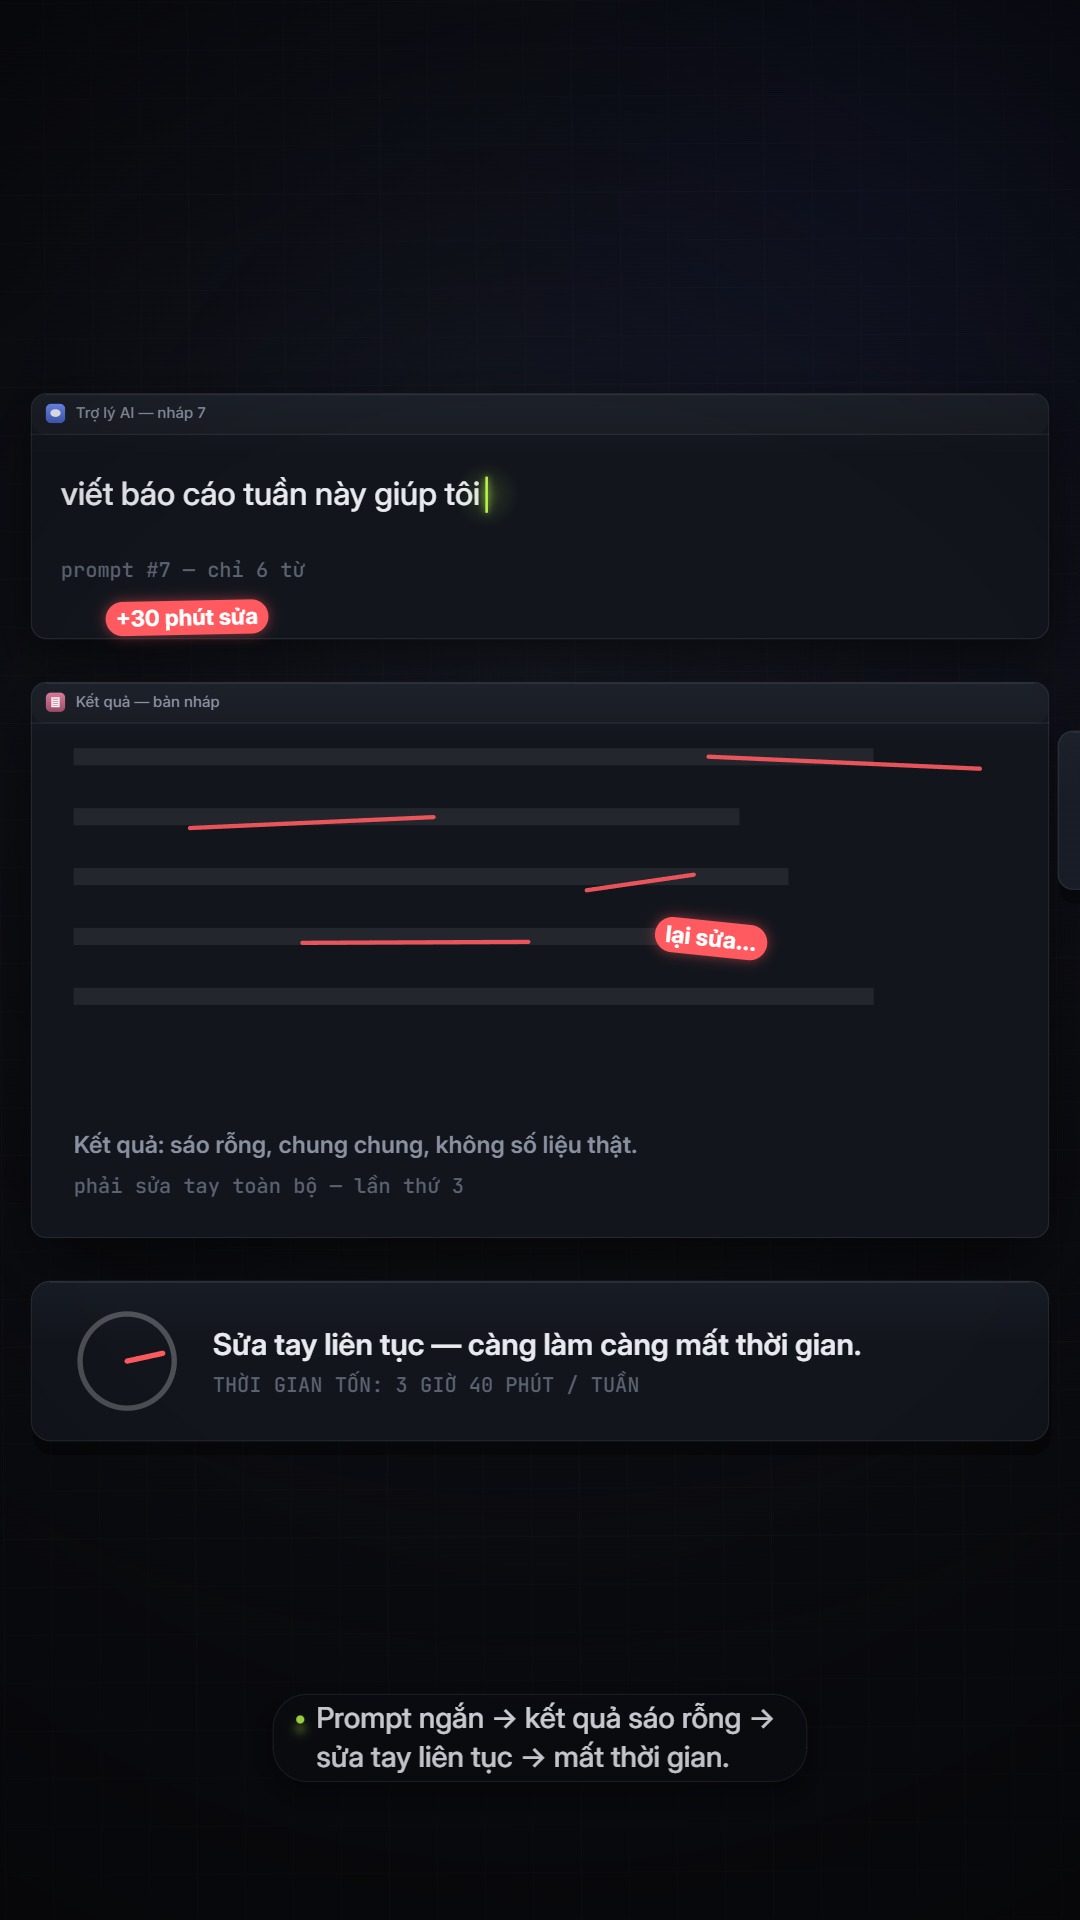 Trợ lý AI — nháp 7
viết báo cáo tuần này giúp tôi
prompt #7 — chỉ 6 từ
+30 phút sửa
Kết quả — bản nháp
lại sửa...
Kết quả: sáo rỗng, chung chung, không số liệu thật.
phải sửa tay toàn bộ — lần thứ 3
Sửa tay liên tục — càng làm càng mất thời gian.
THỜI GIAN TỐN: 3 GIỜ 40 PHÚT / TUẦN
Prompt ngắn → kết quả sáo rỗng →
sửa tay liên tục → mất thời gian.